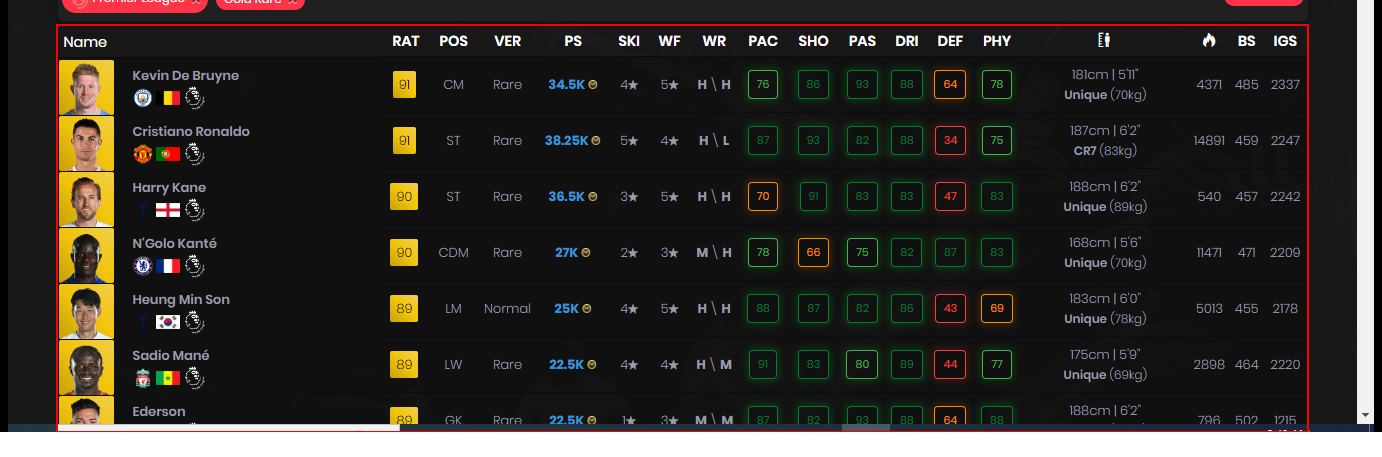 Premier League Gold Rare
Name RAT POS VER PS SKI WF WR PAC SHO PAS DRI DEF PHY BS IGS
Kevin De Bruyne 91 CM Rare 34.5K 4★ 5★ H \ H 76 86 93 88 64 78 181cm | 5'11" Unique (70kg) 4371 485 2337
Cristiano Ronaldo 91 ST Rare 38.25K 5★ 4★ H \ L 87 93 82 88 34 75 187cm | 6'2" CR7 (83kg) 14891 459 2247
Harry Kane 90 ST Rare 36.5K 3★ 5★ H \ H 70 91 83 83 47 83 188cm | 6'2" Unique (89kg) 540 457 2242
N'Golo Kanté 90 CDM Rare 27K 2★ 3★ M \ H 78 66 75 82 87 83 168cm | 5'6" Unique (70kg) 11471 471 2209
Heung Min Son 89 LM Normal 25K 4★ 5★ H \ H 88 87 82 86 43 69 183cm | 6'0" Unique (78kg) 5013 455 2178
Sadio Mané 89 LW Rare 22.5K 4★ 4★ H \ M 91 83 80 89 44 77 175cm | 5'9" Unique (69kg) 2898 464 2220
Ederson 89 GK Rare 22.5K 1★ 3★ M \ M 87 82 93 88 64 88 188cm | 6'2" 796 502 1215